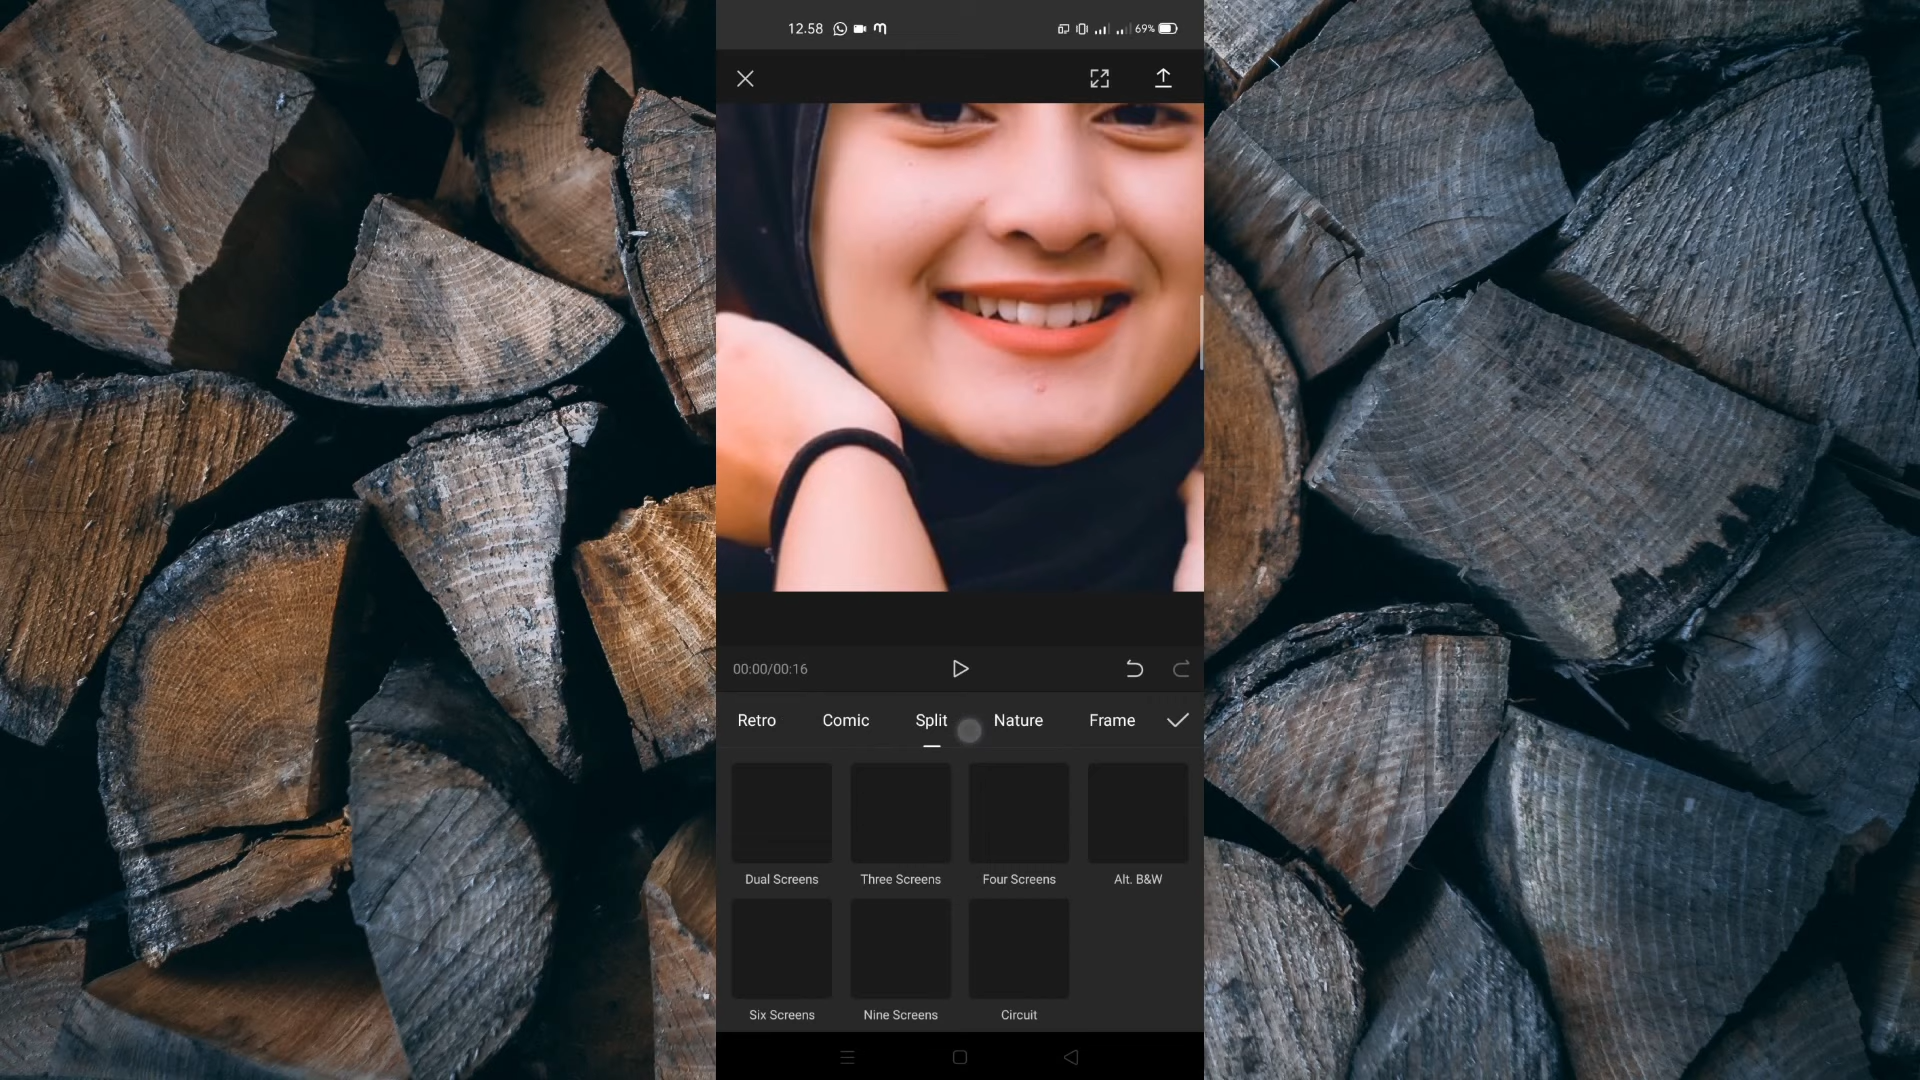 12.58
69%
00:00/00:16
Retro Comic Split Nature Frame
Dual Screens Three Screens Four Screens Alt. B&W
Six Screens Nine Screens Circuit